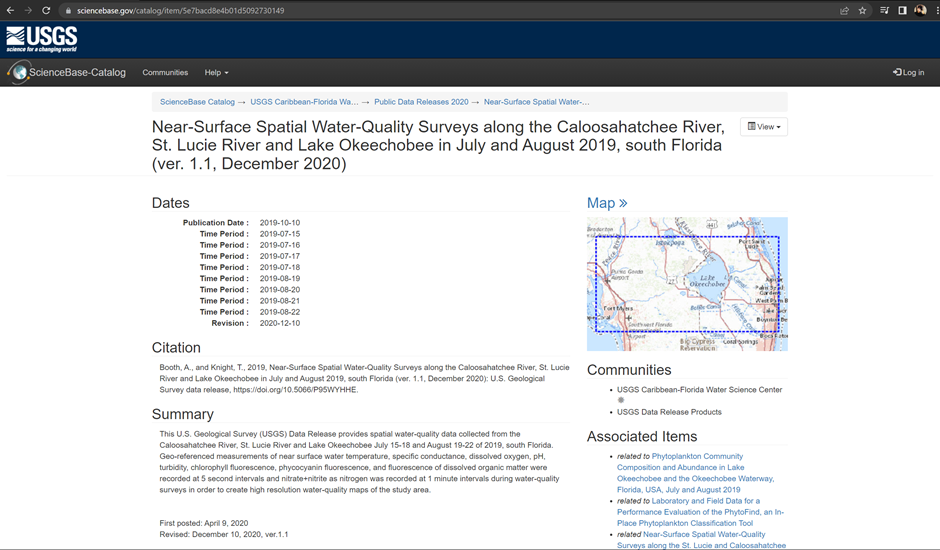 sciencebase.gov/catalog/item/5e7bacd8e4b01d5092730149
USGS
science for a changing world
ScienceBase-Catalog Communities Help Log in
ScienceBase Catalog → USGS Caribbean-Florida Wa... → Public Data Releases 2020 → Near-Surface Spatial Water-...
Near-Surface Spatial Water-Quality Surveys along the Caloosahatchee River,
St. Lucie River and Lake Okeechobee in July and August 2019, south Florida
(ver. 1.1, December 2020)
View
Dates
Publication Date : 2019-10-10
Time Period : 2019-07-15
Time Period : 2019-07-16
Time Period : 2019-07-17
Time Period : 2019-07-18
Time Period : 2019-08-19
Time Period : 2019-08-20
Time Period : 2019-08-21
Time Period : 2019-08-22
Revision : 2020-12-10
Citation
Booth, A., and Knight, T., 2019, Near-Surface Spatial Water-Quality Surveys along the Caloosahatchee River, St. Lucie
River and Lake Okeechobee in July and August 2019, south Florida (ver. 1.1, December 2020): U.S. Geological
Survey data release, https://doi.org/10.5066/P95WYHHE.
Summary
This U.S. Geological Survey (USGS) Data Release provides spatial water-quality data collected from the
Caloosahatchee River, St. Lucie River and Lake Okeechobee July 15-18 and August 19-22 of 2019, south Florida.
Geo-referenced measurements of near surface water temperature, specific conductance, dissolved oxygen, pH,
turbidity, chlorophyll fluorescence, phycocyanin fluorescence, and fluorescence of dissolved organic matter were
recorded at 5 second intervals and nitrate+nitrite as nitrogen was recorded at 1 minute intervals during water-quality
surveys in order to create high resolution water-quality maps of the study area.
First posted: April 9, 2020
Revised: December 10, 2020, ver.1.1
Map »
Istokpoga
Kissimmee River
Port Saint
Lucie
Peace River
Airport
27
Lake
Okeechobee
Fort Myers
Southwest Florida
Airport
West Palm B
Boynton Be
Boca Rato
Big Cypress
Reservation
Coral Springs
Communities
USGS Caribbean-Florida Water Science Center
USGS Data Release Products
Associated Items
related to Phytoplankton Community
Composition and Abundance in Lake
Okeechobee and the Okeechobee Waterway,
Florida, USA, July and August 2019
related to Laboratory and Field Data for a
Performance Evaluation of the PhytoFind, an In-
Place Phytoplankton Classification Tool
related Near-Surface Spatial Water-Quality
Surveys along the St. Lucie and Caloosahatchee